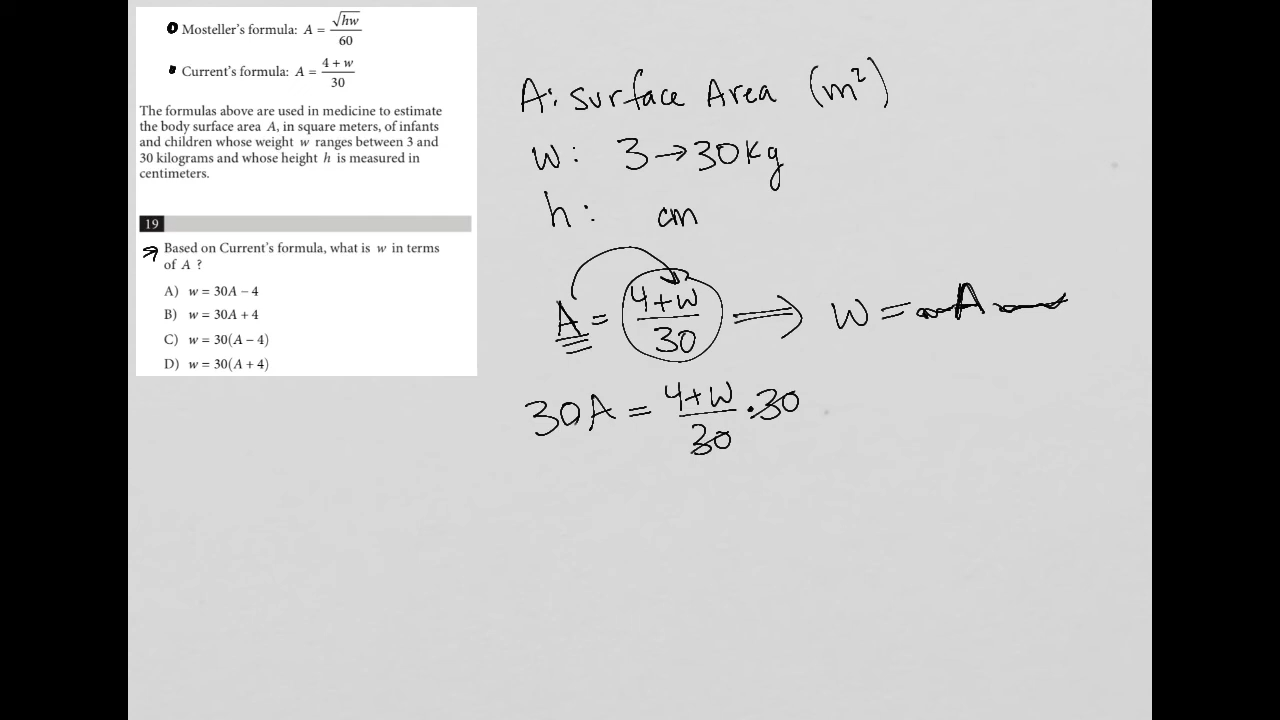 Mosteller's formula: A = √hw / 60
Current's formula: A = 4 + w / 30
The formulas above are used in medicine to estimate
the body surface area A, in square meters, of infants
and children whose weight w ranges between 3 and
30 kilograms and whose height h is measured in
centimeters.
19
Based on Current's formula, what is w in terms
of A ?
A) w = 30A − 4
B) w = 30A + 4
C) w = 30(A − 4)
D) w = 30(A + 4)
A: Surface Area (m²)
w: 3→30kg
h: cm
A = 4+w / 30 ⟹ w = A
30A = 4+w / 30 · 30